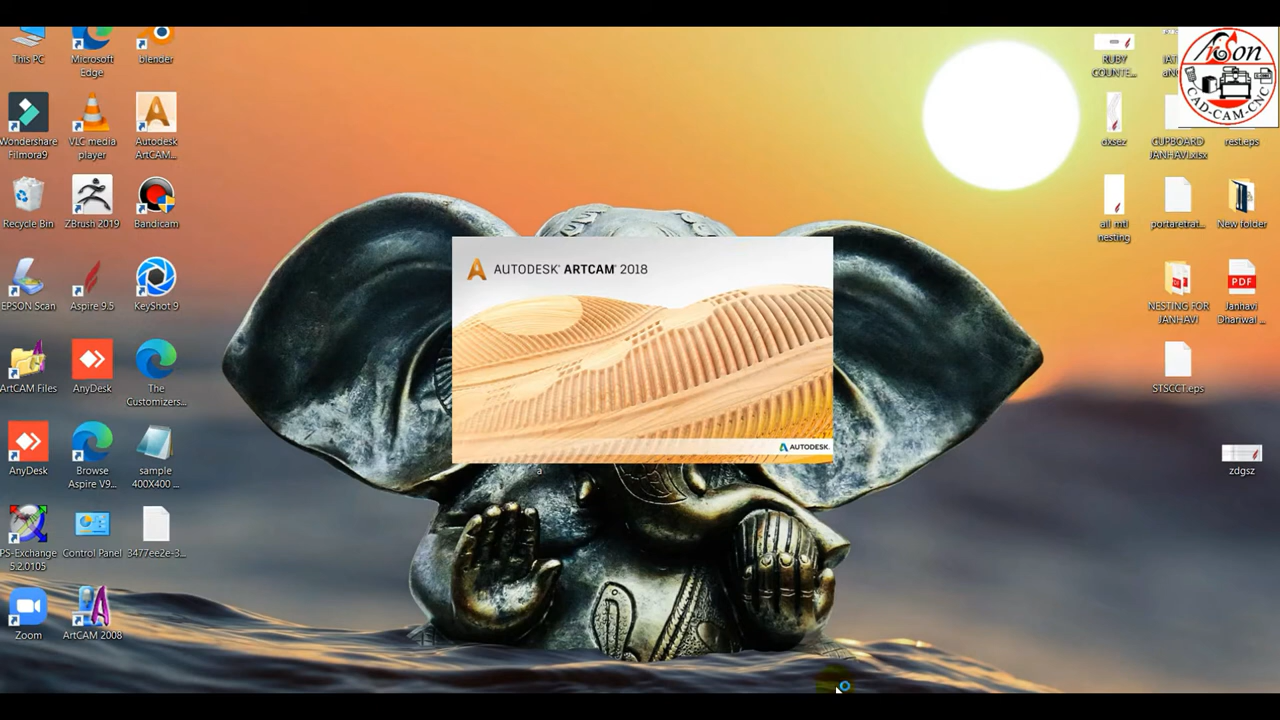 This PC
Microsoft
Edge
blender
Wondershare
Filmora9
VLC media
player
Autodesk
ArtCAM...
Recycle Bin
ZBrush 2019
Bandicam
EPSON Scan
Aspire 9.5
KeyShot 9
ArtCAM Files
AnyDesk
The
Customizers...
AnyDesk
Browse
Aspire V9...
sample
400X400 ...
PS-Exchange
5.2.0105
Control Panel
3477ee2e-3...
Zoom
ArtCAM 2008
AUTODESK® ARTCAM® 2018
AUTODESK.
a
RUBY
COUNTE...
dxsez
CUPBOARD
JANHAVI.xlsx
rest.eps
all mtl
nesting
portaretrat...
New folder
NESTING FOR
JANHAVI
PDF
Janhavi
Dhariwal ...
STSCCT.eps
zdgsz
CAD-CAM-CNC